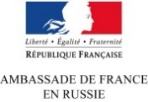 Liberté • Égalité • Fraternité
RÉPUBLIQUE FRANÇAISE
AMBASSADE DE FRANCE
EN RUSSIE